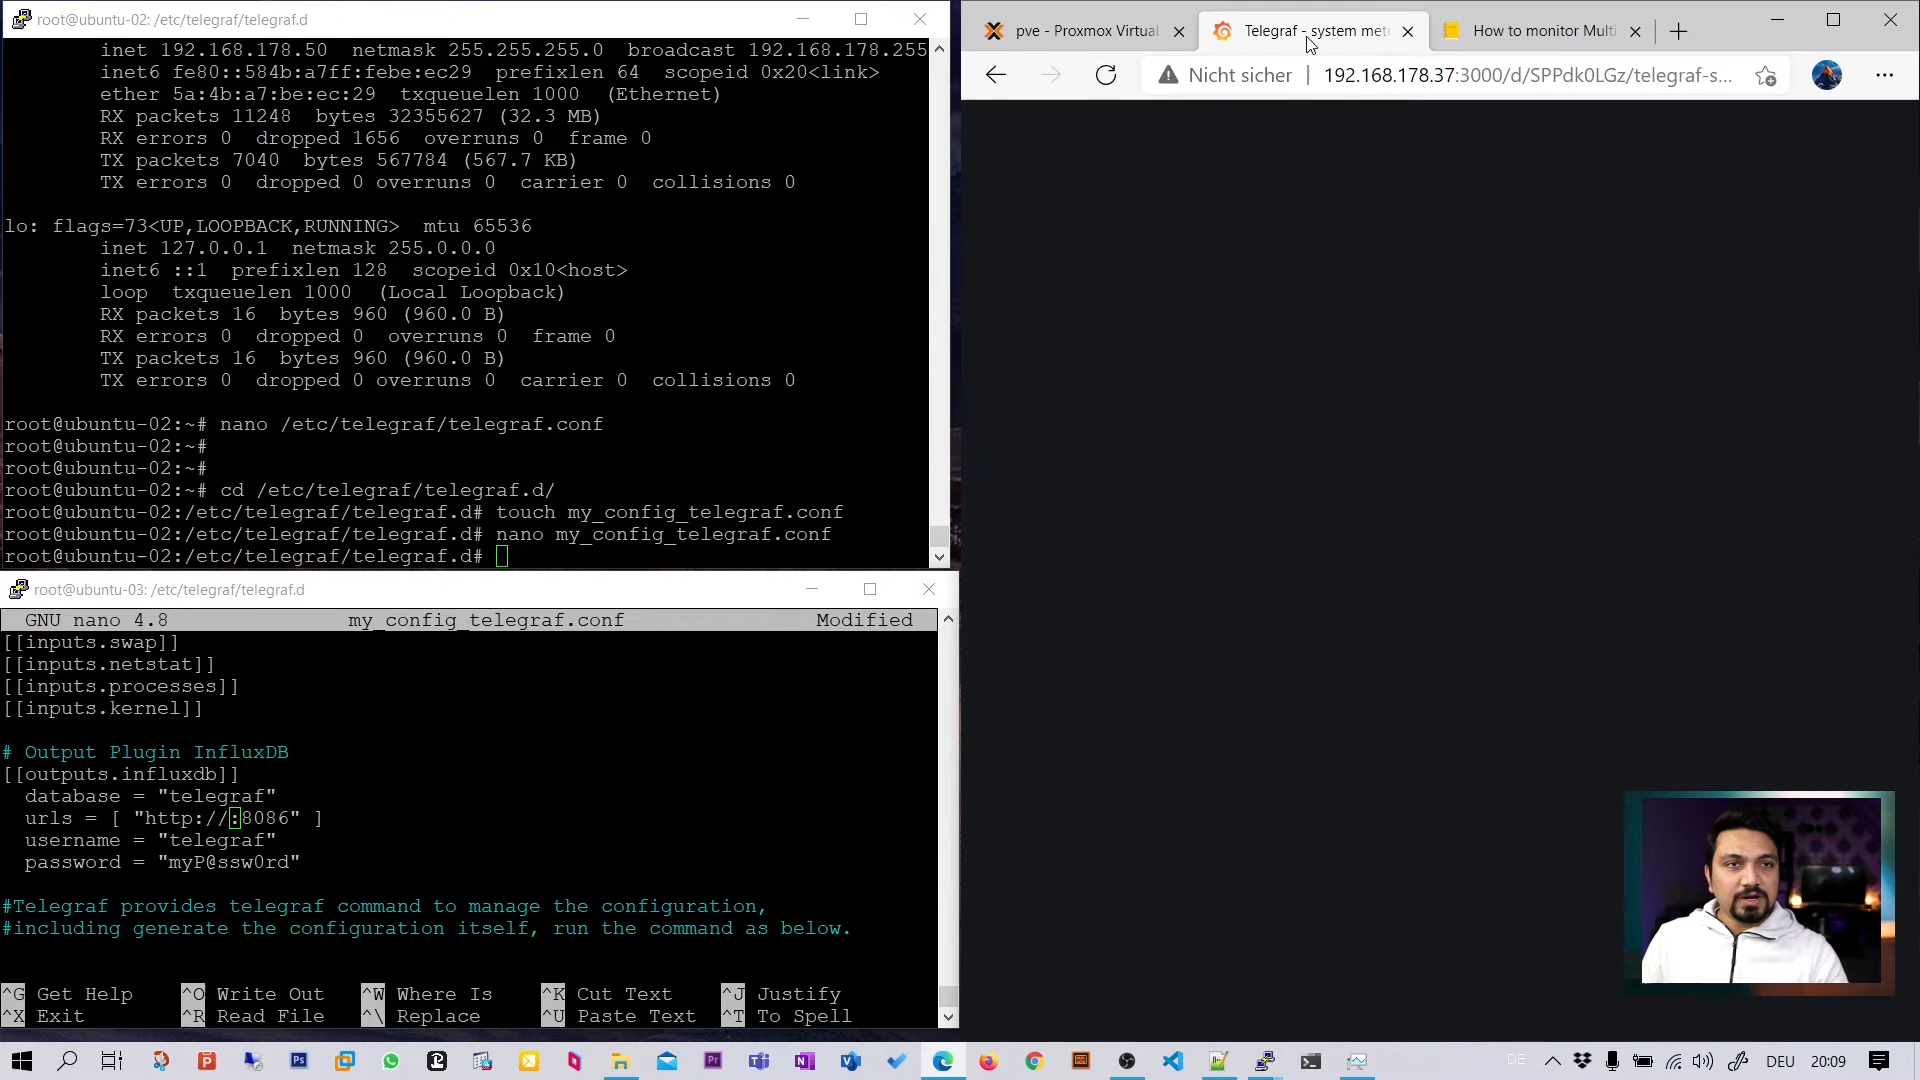 root@ubuntu-02: /etc/telegraf/telegraf.d
inet 192.168.178.50  netmask 255.255.255.0  broadcast 192.168.178.255
inet6 fe80::584b:a7ff:febe:ec29  prefixlen 64  scopeid 0x20<link>
ether 5a:4b:a7:be:ec:29  txqueuelen 1000  (Ethernet)
RX packets 11248  bytes 32355627 (32.3 MB)
RX errors 0  dropped 1656  overruns 0  frame 0
TX packets 7040  bytes 567784 (567.7 KB)
TX errors 0  dropped 0 overruns 0  carrier 0  collisions 0
lo: flags=73<UP,LOOPBACK,RUNNING>  mtu 65536
inet 127.0.0.1  netmask 255.0.0.0
inet6 ::1  prefixlen 128  scopeid 0x10<host>
loop  txqueuelen 1000  (Local Loopback)
RX packets 16  bytes 960 (960.0 B)
RX errors 0  dropped 0  overruns 0  frame 0
TX packets 16  bytes 960 (960.0 B)
TX errors 0  dropped 0 overruns 0  carrier 0  collisions 0
root@ubuntu-02:~# nano /etc/telegraf/telegraf.conf
root@ubuntu-02:~#
root@ubuntu-02:~#
root@ubuntu-02:~# cd /etc/telegraf/telegraf.d/
root@ubuntu-02:/etc/telegraf/telegraf.d# touch my_config_telegraf.conf
root@ubuntu-02:/etc/telegraf/telegraf.d# nano my_config_telegraf.conf
root@ubuntu-02:/etc/telegraf/telegraf.d#
root@ubuntu-03: /etc/telegraf/telegraf.d
GNU nano 4.8  my_config_telegraf.conf  Modified
[[inputs.swap]]
[[inputs.netstat]]
[[inputs.processes]]
[[inputs.kernel]]
# Output Plugin InfluxDB
[[outputs.influxdb]]
database = "telegraf"
urls = [ "http://:8086" ]
username = "telegraf"
password = "myP@ssw0rd"
#Telegraf provides telegraf command to manage the configuration,
#including generate the configuration itself, run the command as below.
^G Get Help  ^O Write Out  ^W Where Is  ^K Cut Text  ^J Justify
^X Exit  ^R Read File  ^\ Replace  ^U Paste Text  ^T To Spell
pve - Proxmox Virtual  Telegraf - system metr  How to monitor Multi
Nicht sicher | 192.168.178.37:3000/d/SPPdk0LGz/telegraf-s...
DE  DEU  20:09